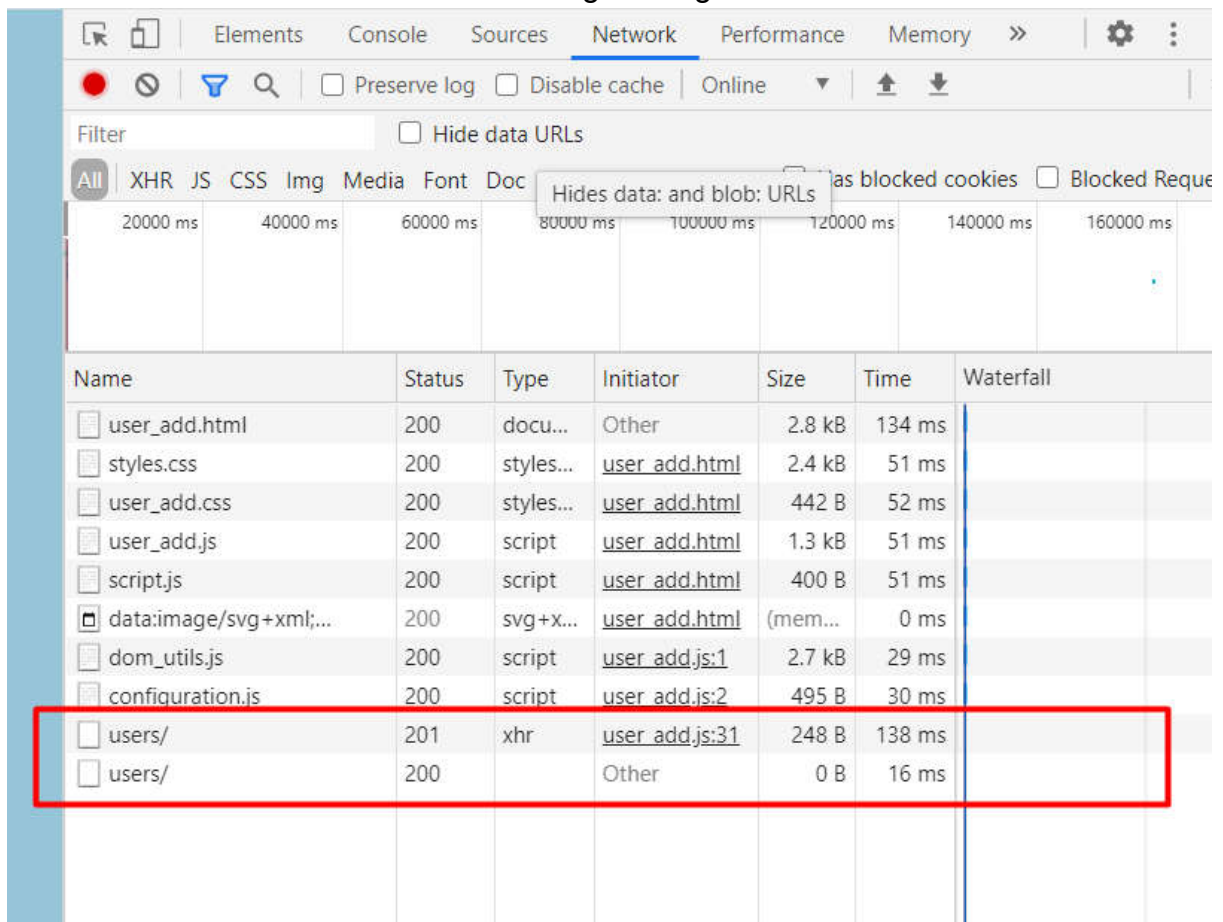 Elements Console Sources Network Performance Memory »
Preserve log Disable cache Online
Filter Hide data URLs
All XHR JS CSS Img Media Font Doc blocked cookies Blocked Reque
Hides data: and blob: URLs
20000 ms 40000 ms 60000 ms 80000 ms 100000 ms 120000 ms 140000 ms 160000 ms
Name Status Type Initiator Size Time Waterfall
user_add.html 200 docu... Other 2.8 kB 134 ms
styles.css 200 styles... user_add.html 2.4 kB 51 ms
user_add.css 200 styles... user_add.html 442 B 52 ms
user_add.js 200 script user_add.html 1.3 kB 51 ms
script.js 200 script user_add.html 400 B 51 ms
data:image/svg+xml;... 200 svg+x... user_add.html (mem... 0 ms
dom_utils.js 200 script user_add.js:1 2.7 kB 29 ms
configuration.js 200 script user_add.js:2 495 B 30 ms
users/ 201 xhr user_add.js:31 248 B 138 ms
users/ 200 Other 0 B 16 ms